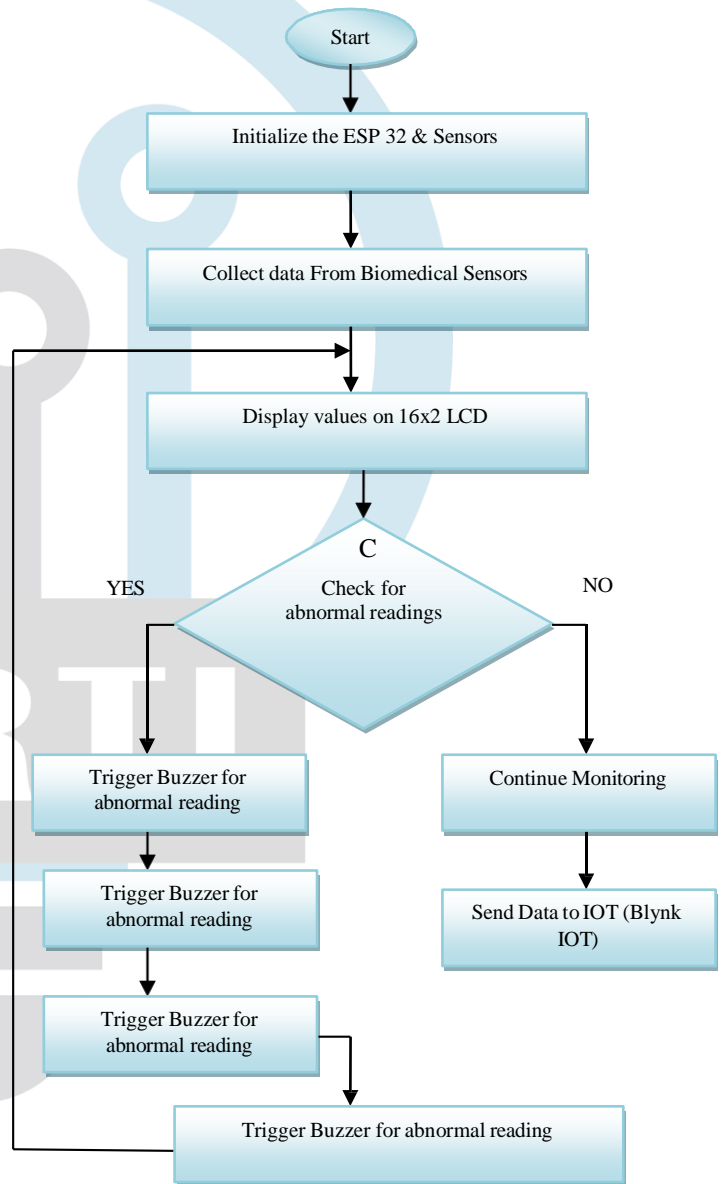 Start
Initialize the ESP 32 & Sensors
Collect data From Biomedical Sensors
Display values on 16x2 LCD
C
Check for
abnormal readings
YES
NO
Trigger Buzzer for
abnormal reading
Trigger Buzzer for
abnormal reading
Trigger Buzzer for
abnormal reading
Trigger Buzzer for abnormal reading
Continue Monitoring
Send Data to IOT (Blynk
IOT)